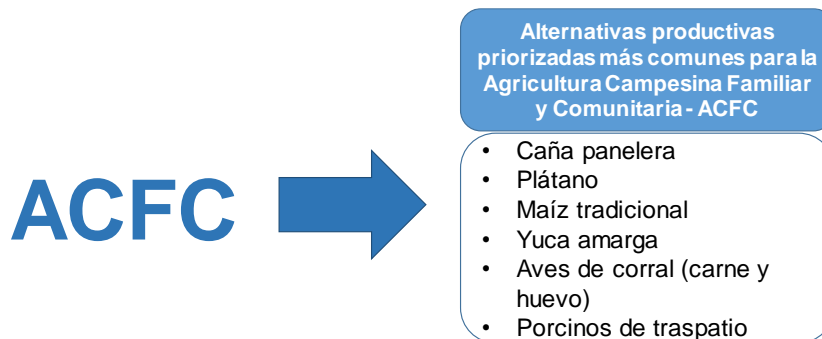 Alternativas productivas
priorizadas más comunes para la
Agricultura Campesina Familiar
y Comunitaria - ACFC
ACFC
• Caña panelera
• Plátano
• Maíz tradicional
• Yuca amarga
• Aves de corral (carne y
huevo)
• Porcinos de traspatio